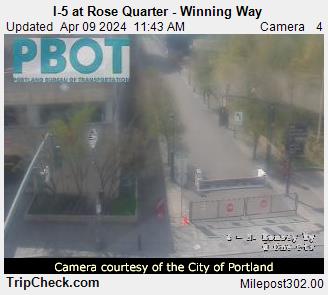 I-5 at Rose Quarter - Winning Way
Updated Apr 09 2024 11:43 AM Camera 4
PBOT
PORTLAND BUREAU OF TRANSPORTATION
Camera courtesy of the City of Portland
TripCheck.com Milepost302.00